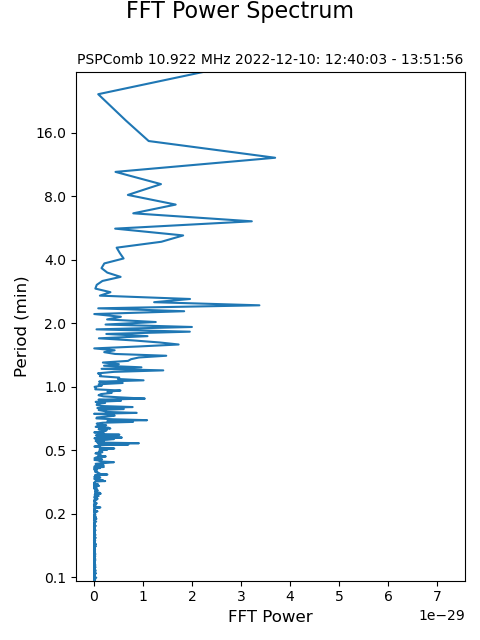 FFT Power Spectrum
PSPComb 10.922 MHz 2022-12-10: 12:40:03 - 13:51:56
16.0
8.0
4.0
2.0
1.0
0.5
0.2
0.1
Period (min)
0 1 2 3 4 5 6 7
1e−29
FFT Power